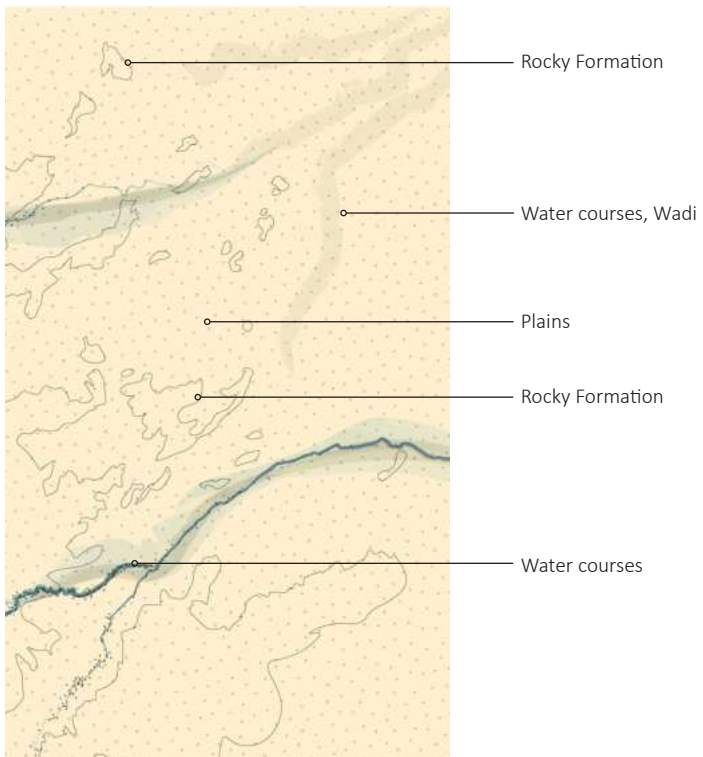 Rocky Formation
Water courses, Wadi
Plains
Rocky Formation
Water courses